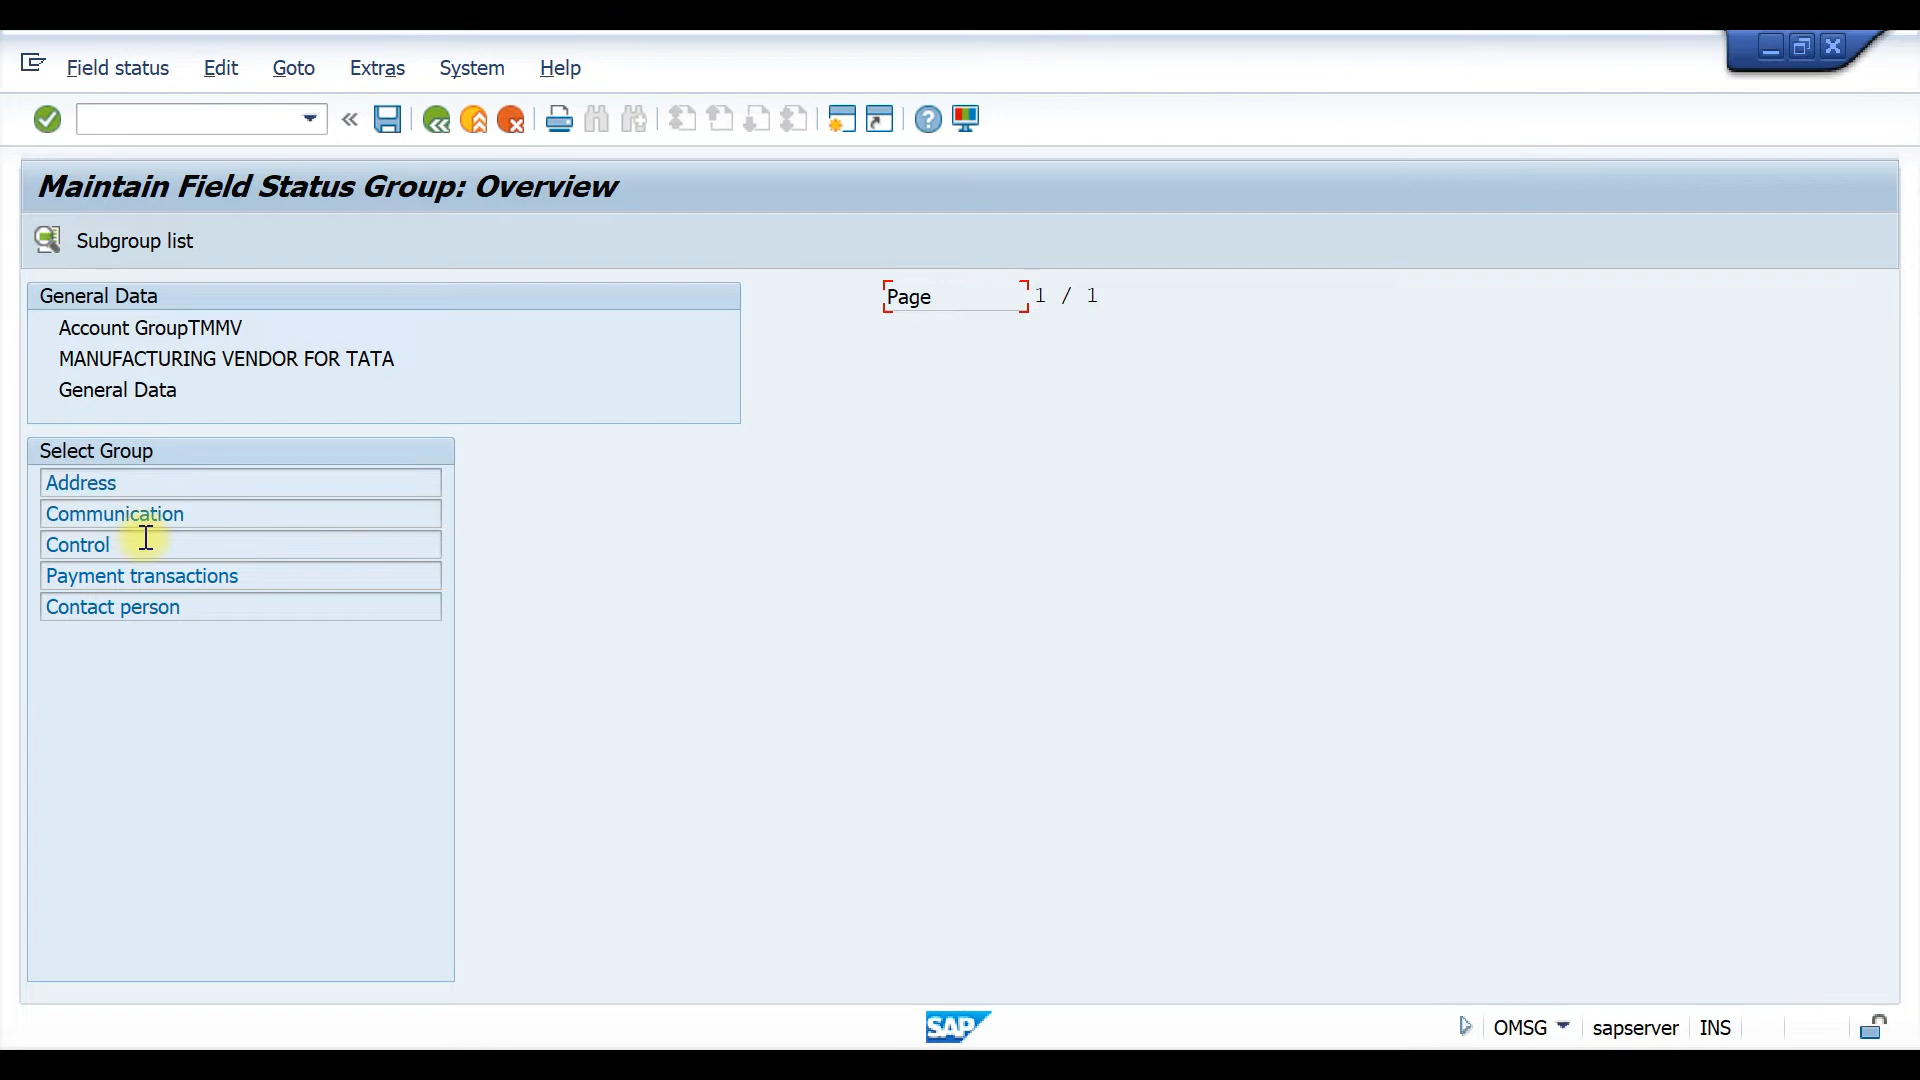 Field status Edit Goto Extras System Help
Maintain Field Status Group: Overview
Subgroup list
General Data
Page 1 / 1
Account GroupTMMV
MANUFACTURING VENDOR FOR TATA
General Data
Select Group
Address
Communication
Control
Payment transactions
Contact person
SAP
OMSG sapserver INS